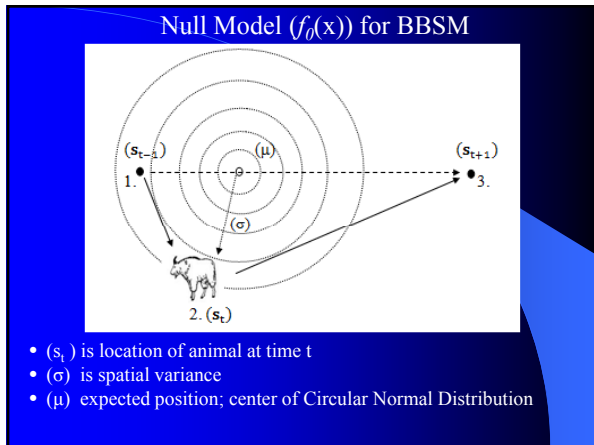 Null Model (f₀(x)) for BBSM
(sₜ₋₁)
(μ)
(sₜ₊₁)
1.
3.
(σ)
2. (sₜ)
• (sₜ ) is location of animal at time t
• (σ) is spatial variance
• (μ) expected position; center of Circular Normal Distribution